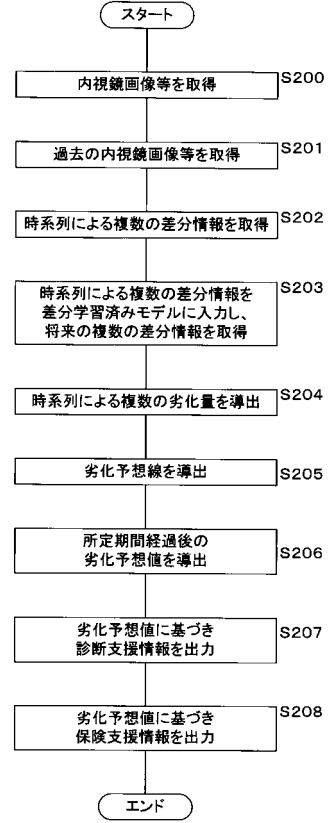 スタート
内視鏡画像等を取得
S200
過去の内視鏡画像等を取得
S201
時系列による複数の差分情報を取得
S202
時系列による複数の差分情報を
差分学習済みモデルに入力し、
将来の複数の差分情報を取得
S203
時系列による複数の劣化量を導出
S204
劣化予想線を導出
S205
所定期間経過後の
劣化予想値を導出
S206
劣化予想値に基づき
診断支援情報を出力
S207
劣化予想値に基づき
保険支援情報を出力
S208
エンド